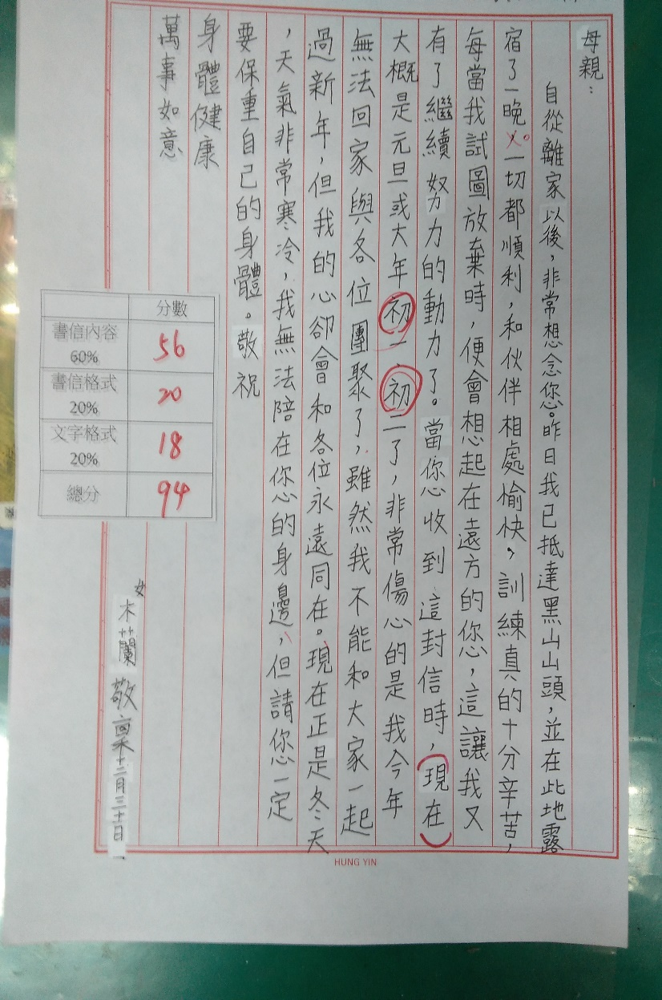 母親：
自從離家以後，非常想念您。昨日我已抵達黑山山頭，並在此地露
宿了一晚。一切都順利，和伙伴相處愉快，訓練真的十分辛苦，
每當我試圖放棄時，便會想起在遠方的您，這讓我又
有了繼續努力的動力了。當您收到這封信時，現在
大概是元旦或大年初一、初二了，非常傷心的是我今年
無法回家與各位團聚了，雖然我不能和大家一起
過新年，但我的心卻會和各位永遠同在。現在正是冬天
，天氣非常寒冷，我無法陪在您的身邊，但請您一定
要保重自己的身體。敬祝
身體健康
萬事如意
女
木蘭 敬稟十二月三十日
分數
書信內容 60% 56
書信格式 20% 20
文字格式 20% 18
總分 94
HUNG YIN